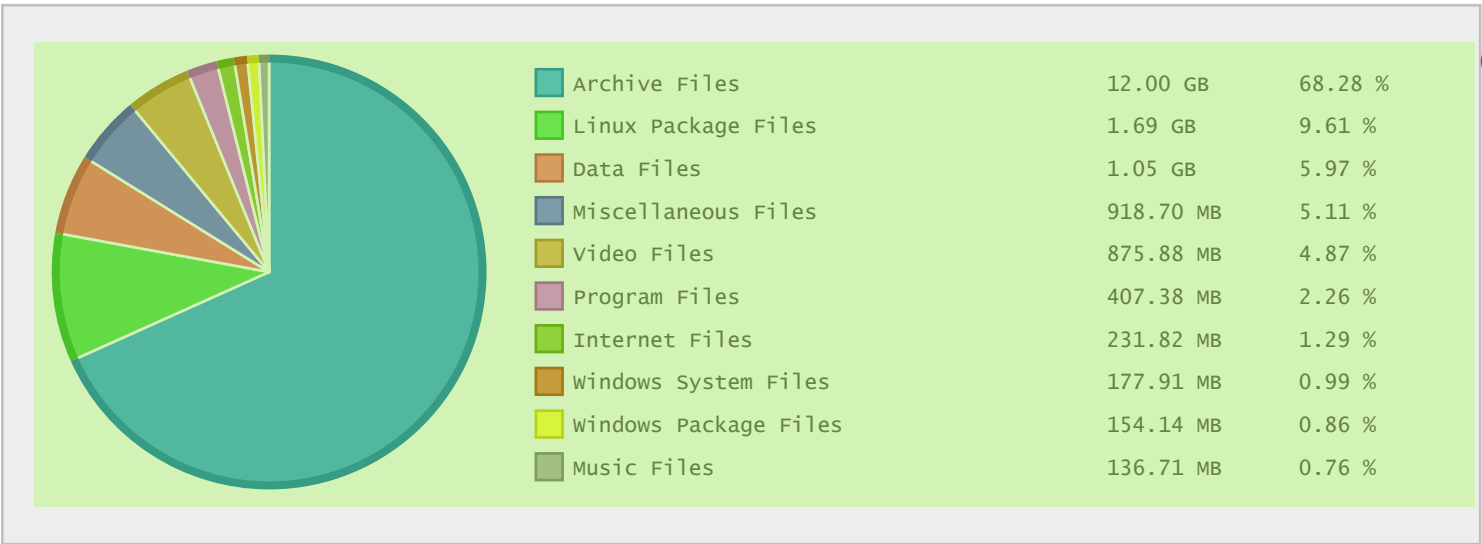 Archive Files 12.00 GB 68.28 %
Linux Package Files 1.69 GB 9.61 %
Data Files 1.05 GB 5.97 %
Miscellaneous Files 918.70 MB 5.11 %
Video Files 875.88 MB 4.87 %
Program Files 407.38 MB 2.26 %
Internet Files 231.82 MB 1.29 %
Windows System Files 177.91 MB 0.99 %
Windows Package Files 154.14 MB 0.86 %
Music Files 136.71 MB 0.76 %